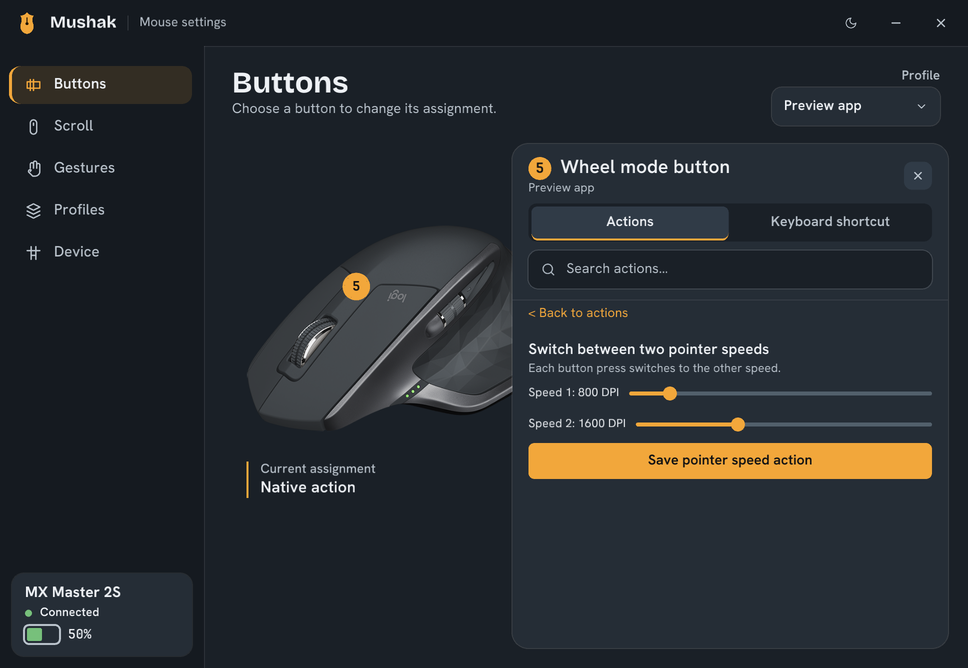 Mushak
Mouse settings
Buttons
Scroll
Gestures
Profiles
Device
MX Master 2S
Connected
50%
Buttons
Choose a button to change its assignment.
Profile
Preview app
5
logi
Current assignment
Native action
5 Wheel mode button
Preview app
Actions
Keyboard shortcut
Search actions...
< Back to actions
Switch between two pointer speeds
Each button press switches to the other speed.
Speed 1: 800 DPI
Speed 2: 1600 DPI
Save pointer speed action